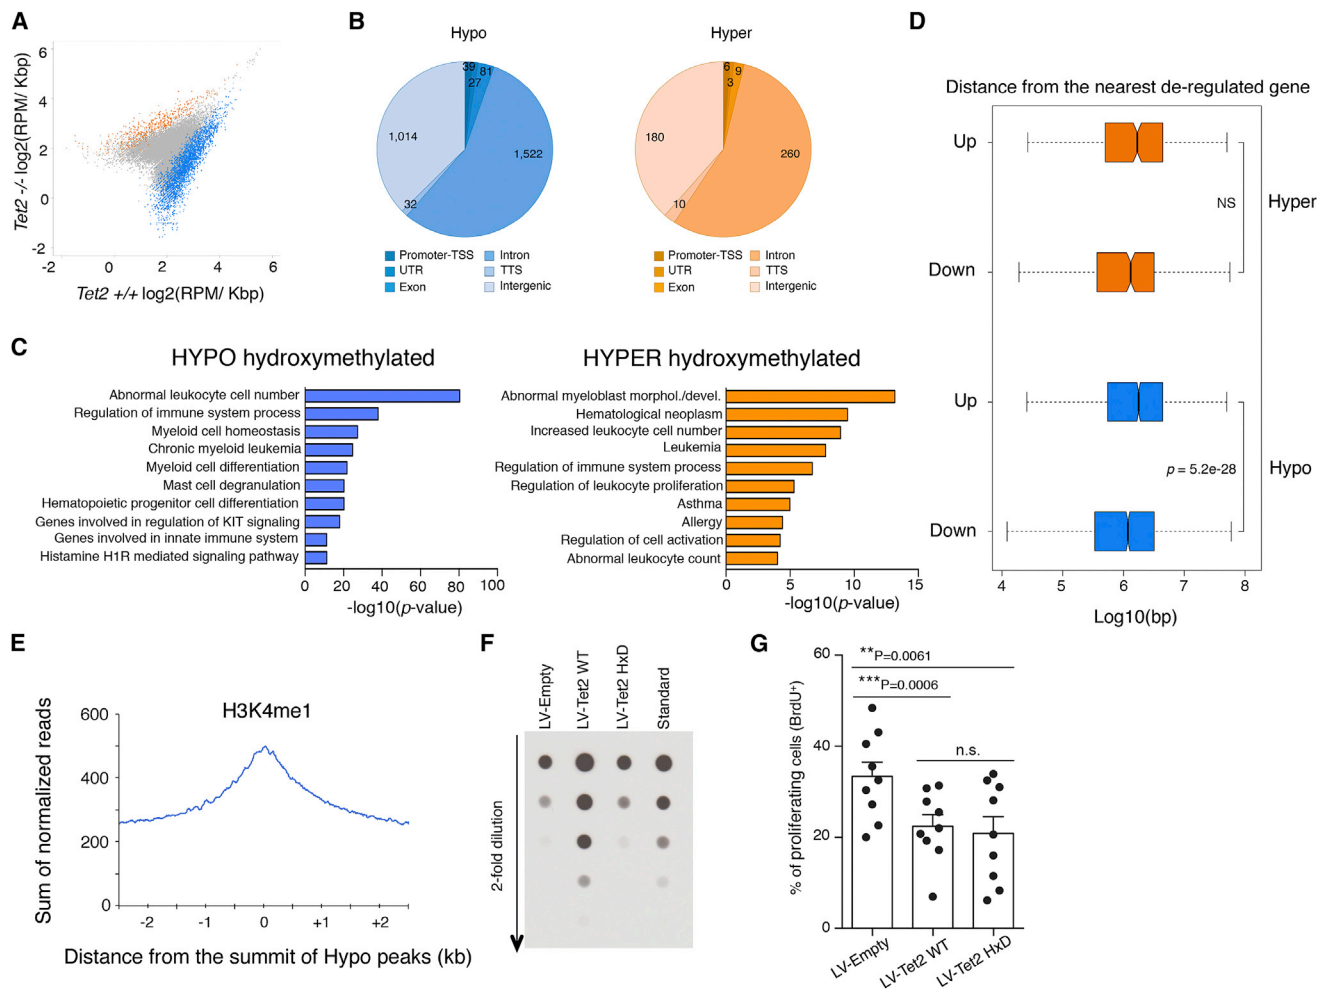 A
6
4
2
0
-2
Tet2 -/- log2(RPM/ Kbp)
-2 0 2 4 6
Tet2 +/+ log2(RPM/ Kbp)
B
Hypo
39
81
27
1,014
1,522
32
Promoter-TSS
UTR
Exon
Intron
TTS
Intergenic
Hyper
6
9
3
180
260
10
Promoter-TSS
UTR
Exon
Intron
TTS
Intergenic
C
HYPO hydroxymethylated
Abnormal leukocyte cell number
Regulation of immune system process
Myeloid cell homeostasis
Chronic myeloid leukemia
Myeloid cell differentiation
Mast cell degranulation
Hematopoietic progenitor cell differentiation
Genes involved in regulation of KIT signaling
Genes involved in innate immune system
Histamine H1R mediated signaling pathway
0 20 40 60 80 100
-log10(p-value)
HYPER hydroxymethylated
Abnormal myeloblast morphol./devel.
Hematological neoplasm
Increased leukocyte cell number
Leukemia
Regulation of immune system process
Regulation of leukocyte proliferation
Asthma
Allergy
Regulation of cell activation
Abnormal leukocyte count
0 5 10 15
-log10(p-value)
D
Distance from the nearest de-regulated gene
Up
NS
Hyper
Down
Up
p = 5.2e-28
Hypo
Down
4 5 6 7 8
Log10(bp)
E
H3K4me1
600
400
200
0
Sum of normalized reads
-2 -1 0 +1 +2
Distance from the summit of Hypo peaks (kb)
F
LV-Empty
LV-Tet2 WT
LV-Tet2 HxD
Standard
2-fold dilution
G
60
40
20
0
% of proliferating cells (BrdU+)
**P=0.0061
***P=0.0006
n.s.
LV-Empty
LV-Tet2 WT
LV-Tet2 HxD